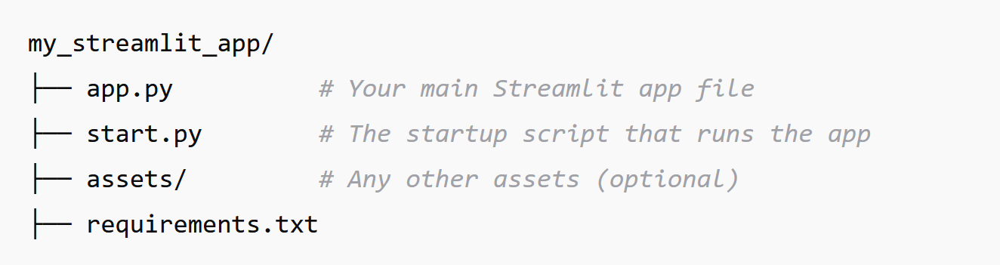 my_streamlit_app/
├── app.py           # Your main Streamlit app file
├── start.py         # The startup script that runs the app
├── assets/          # Any other assets (optional)
├── requirements.txt